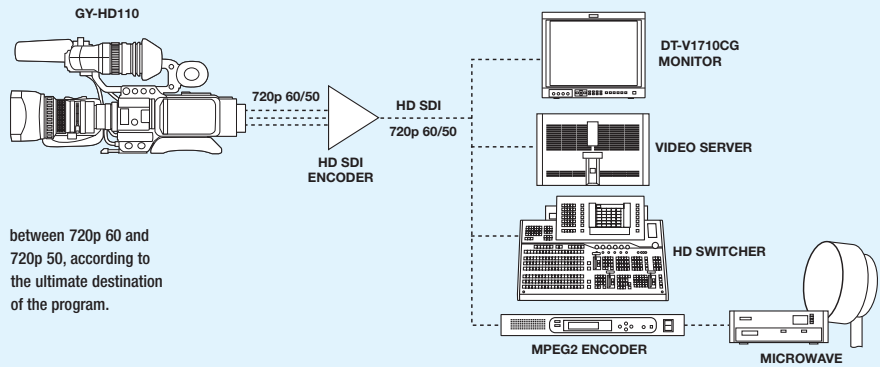 GY-HD110
720p 60/50
HD SDI
ENCODER
HD SDI
720p 60/50
DT-V1710CG
MONITOR
VIDEO SERVER
HD SWITCHER
MPEG2 ENCODER
MICROWAVE
between 720p 60 and
720p 50, according to
the ultimate destination
of the program.